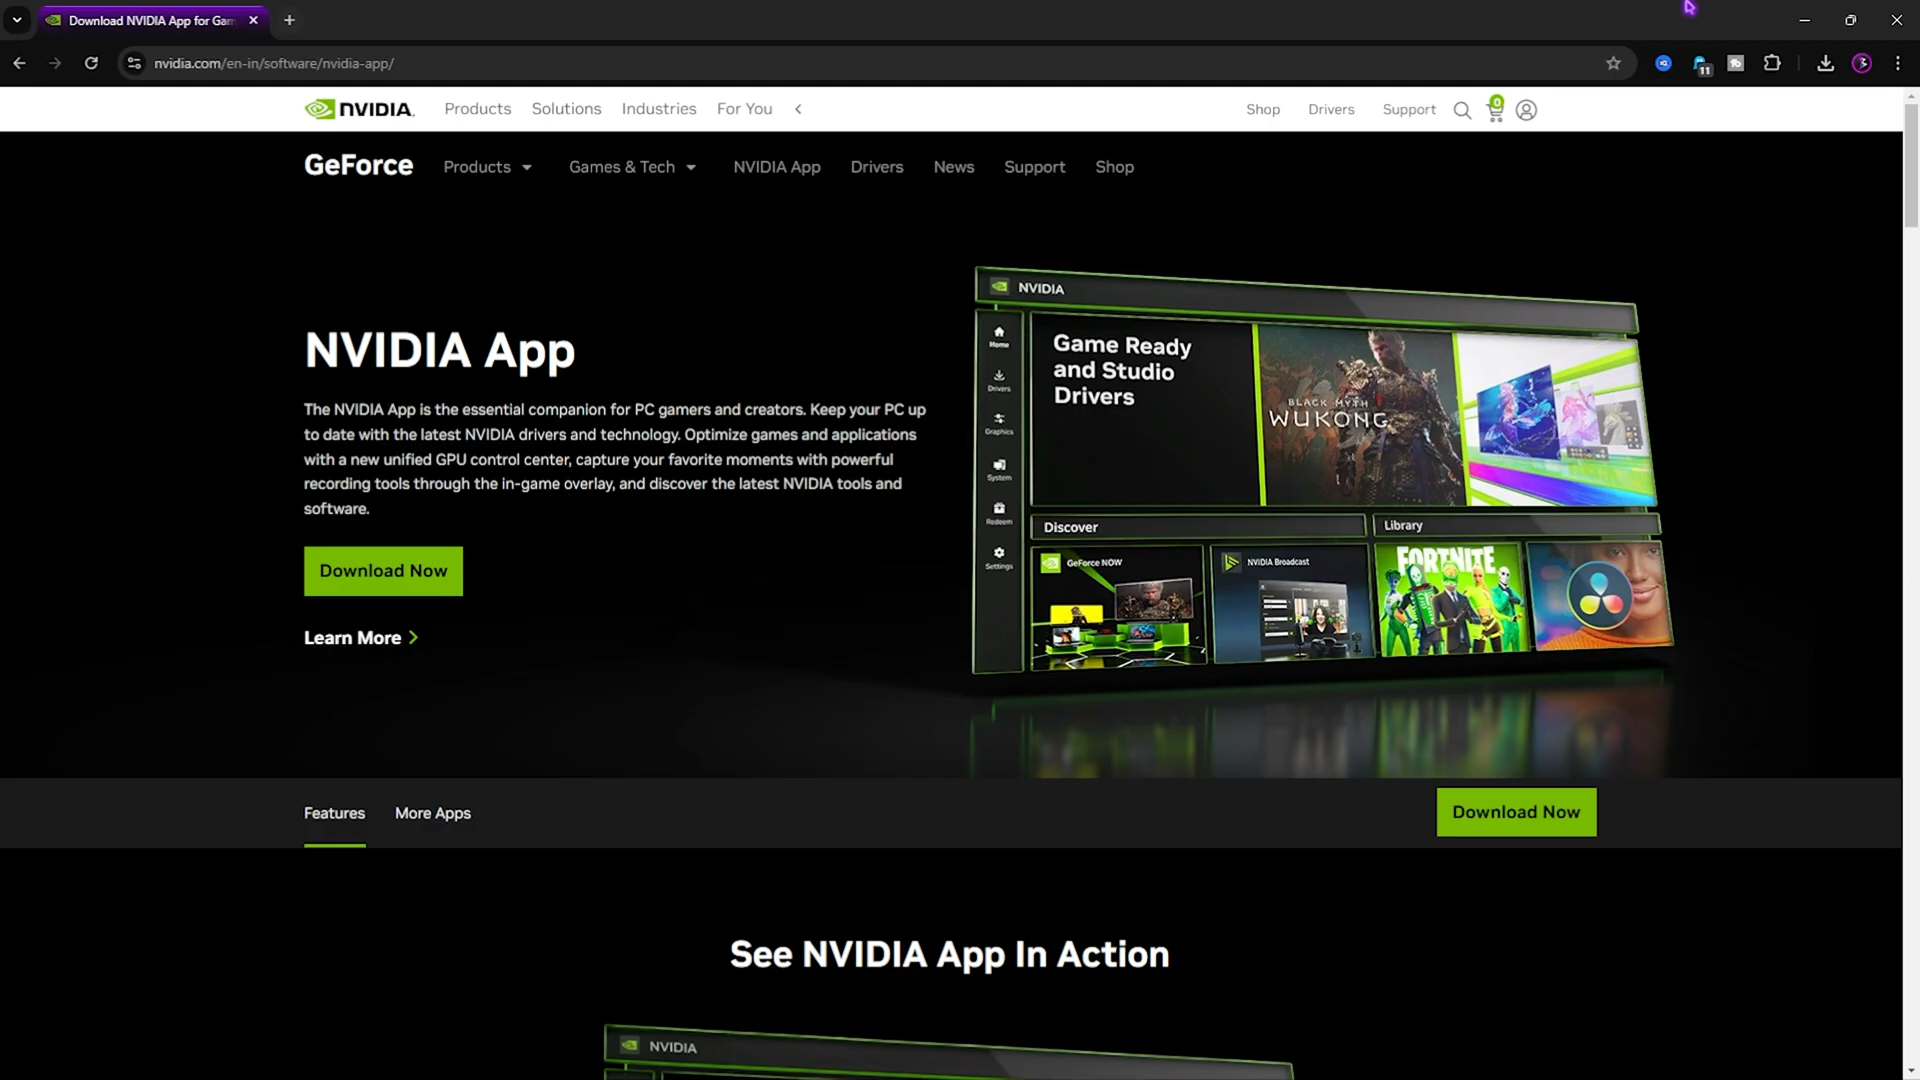 Download NVIDIA App for Gam
nvidia.com/en-in/software/nvidia-app/
11
NVIDIA.
Products Solutions Industries For You
Shop Drivers Support
0
GeForce Products Games & Tech NVIDIA App Drivers News Support Shop
NVIDIA App
The NVIDIA App is the essential companion for PC gamers and creators. Keep your PC up
to date with the latest NVIDIA drivers and technology. Optimize games and applications
with a new unified GPU control center, capture your favorite moments with powerful
recording tools through the in-game overlay, and discover the latest NVIDIA tools and
software.
Download Now
Learn More
NVIDIA
Home
Drivers
Graphics
System
Redeem
Settings
Game Ready
and Studio
Drivers
BLACK MYTH
WUKONG
Discover
Library
GeForce NOW
NVIDIA Broadcast
FORTNITE
Features More Apps
Download Now
See NVIDIA App In Action
NVIDIA